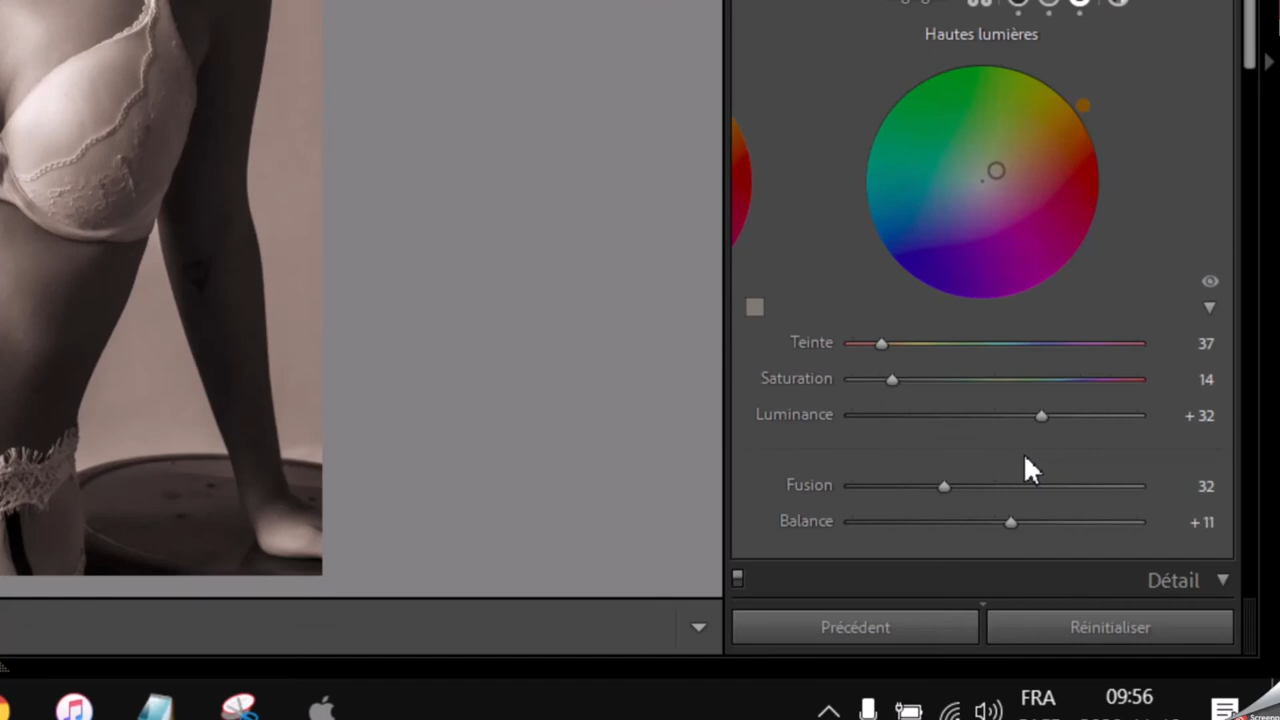 Hautes lumières
Teinte 37
Saturation 14
Luminance + 32
Fusion 32
Balance + 11
Détail
Précédent Réinitialiser
FRA 09:56